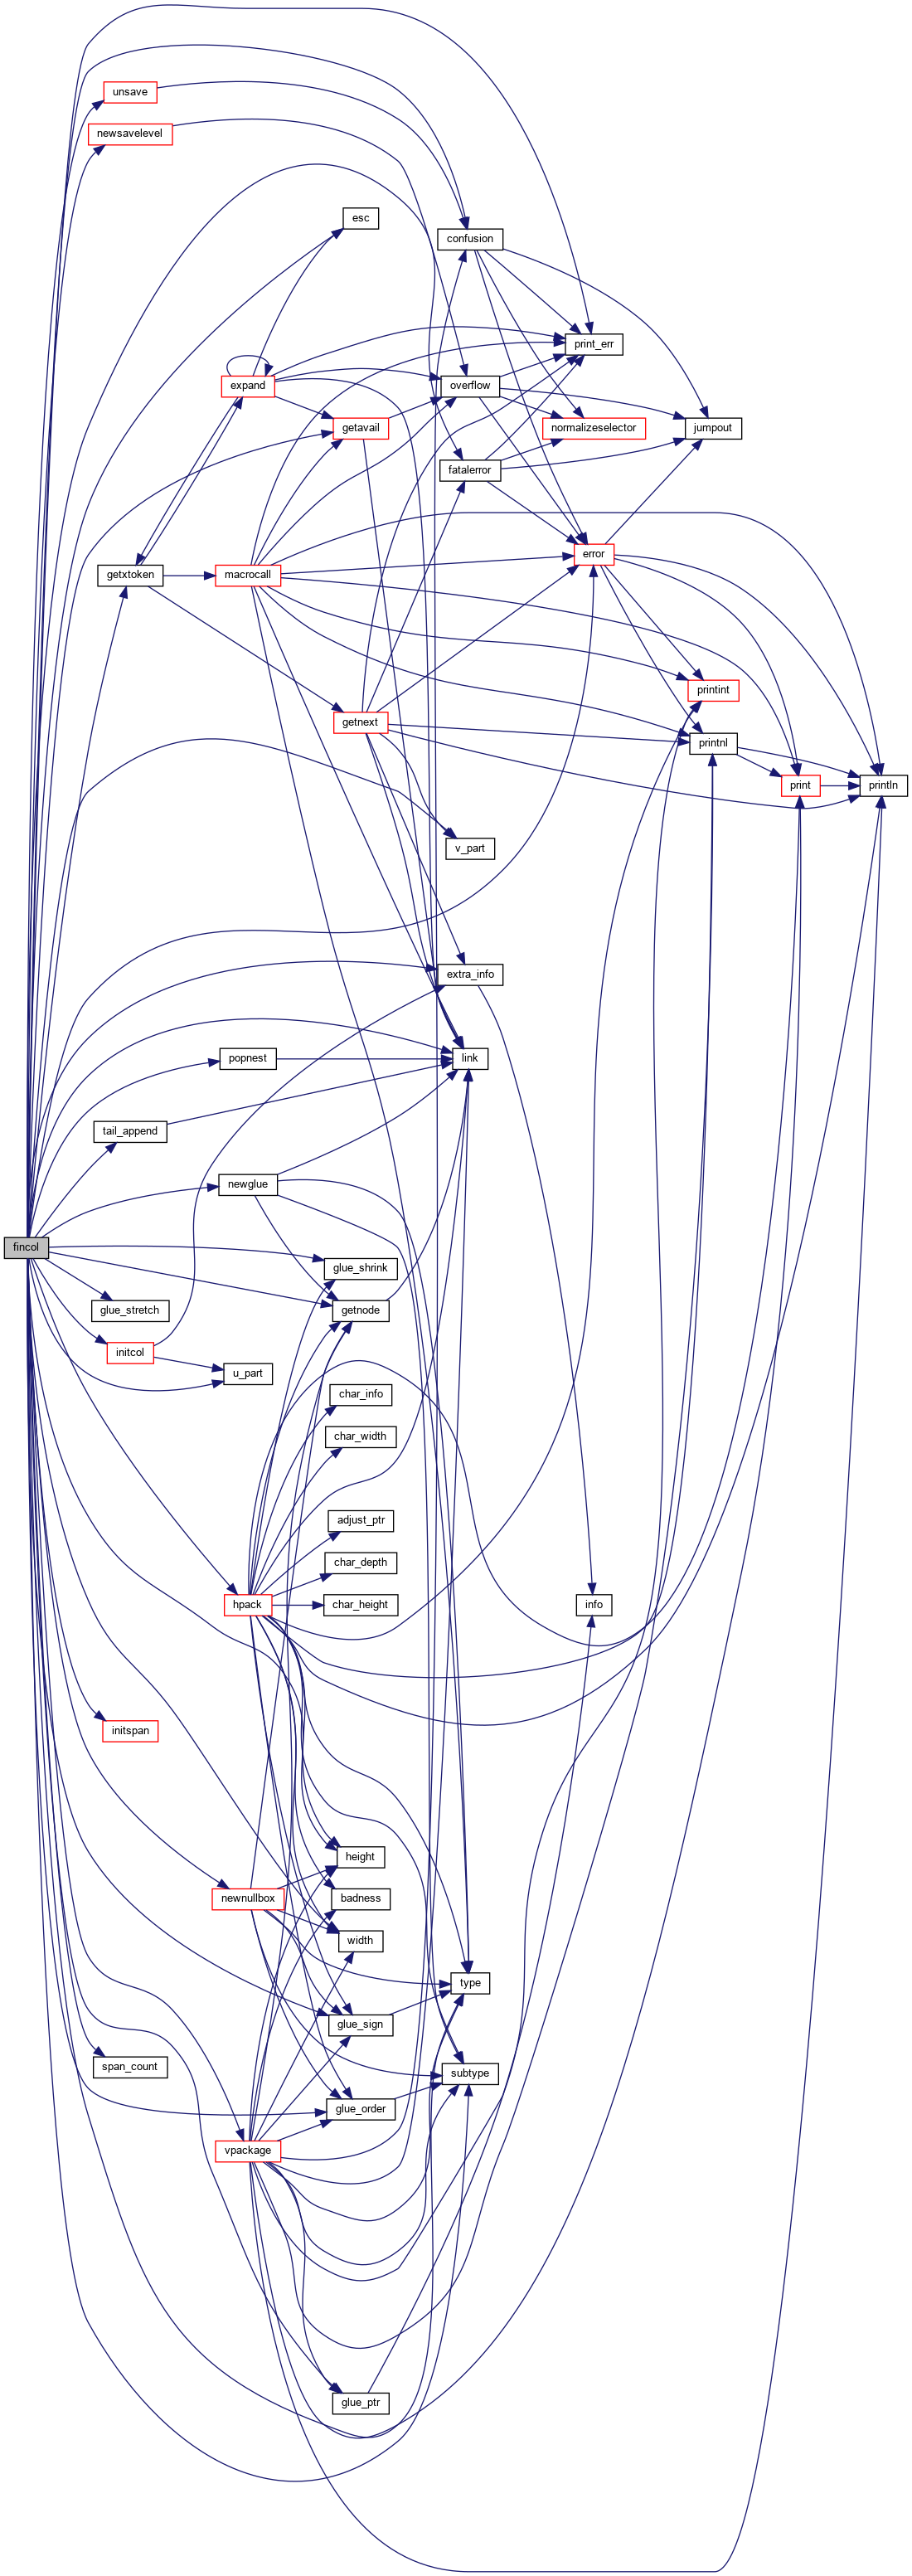 unsave
newsavelevel
esc
confusion
print_err
expand
overflow
getavail
normalizeselector
jumpout
fatalerror
error
getxtoken
macrocall
printint
getnext
printnl
print
println
v_part
extra_info
popnest
link
tail_append
newglue
fincol
glue_shrink
glue_stretch
getnode
initcol
u_part
char_info
char_width
adjust_ptr
char_depth
hpack
char_height
info
initspan
height
newnullbox
badness
width
type
glue_sign
span_count
subtype
glue_order
vpackage
glue_ptr